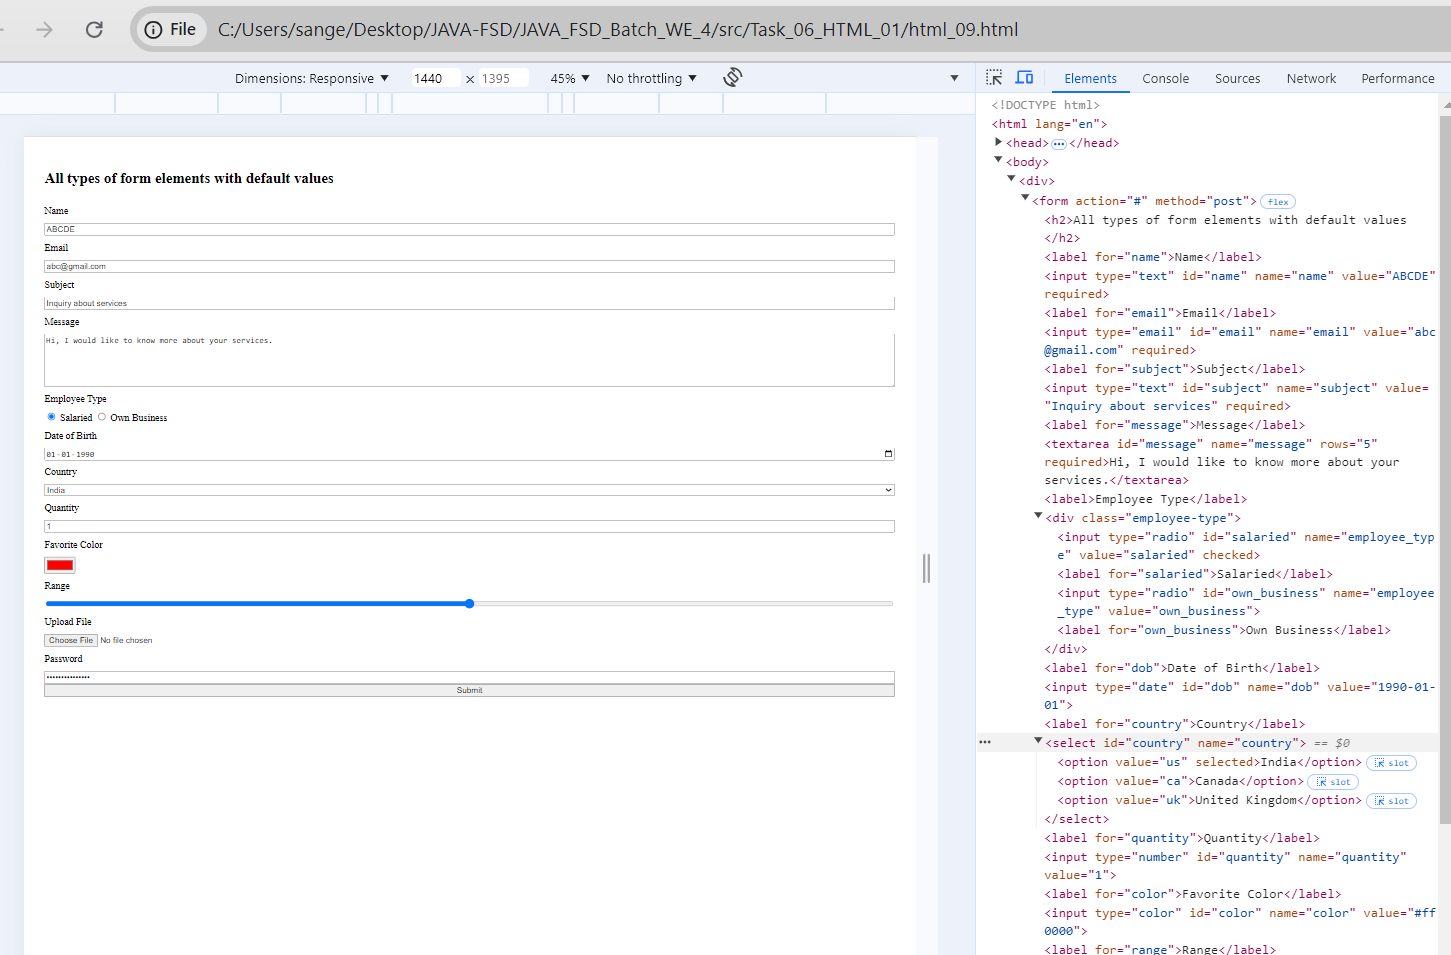 File C:/Users/sange/Desktop/JAVA-FSD/JAVA_FSD_Batch_WE_4/src/Task_06_HTML_01/html_09.html
Dimensions: Responsive ▼ 1440 × 1395 45% ▼ No throttling ▼
Elements Console Sources Network Performance
All types of form elements with default values
Name
ABCDE
Email
abc@gmail.com
Subject
Inquiry about services
Message
Hi, I would like to know more about your services.
Employee Type
Salaried Own Business
Date of Birth
01-01-1990
Country
India
Quantity
1
Favorite Color
Range
Upload File
Choose File No file chosen
Password
•••••••••••••••
Submit
<!DOCTYPE html>
<html lang="en">
<head> ••• </head>
<body>
<div>
<form action="#" method="post"> flex
<h2>All types of form elements with default values
</h2>
<label for="name">Name</label>
<input type="text" id="name" name="name" value="ABCDE"
required>
<label for="email">Email</label>
<input type="email" id="email" name="email" value="abc
@gmail.com" required>
<label for="subject">Subject</label>
<input type="text" id="subject" name="subject" value=
"Inquiry about services" required>
<label for="message">Message</label>
<textarea id="message" name="message" rows="5"
required>Hi, I would like to know more about your
services.</textarea>
<label>Employee Type</label>
<div class="employee-type">
<input type="radio" id="salaried" name="employee_typ
e" value="salaried" checked>
<label for="salaried">Salaried</label>
<input type="radio" id="own_business" name="employee
_type" value="own_business">
<label for="own_business">Own Business</label>
</div>
<label for="dob">Date of Birth</label>
<input type="date" id="dob" name="dob" value="1990-01-
01">
<label for="country">Country</label>
••• <select id="country" name="country"> == $0
<option value="us" selected>India</option> slot
<option value="ca">Canada</option> slot
<option value="uk">United Kingdom</option> slot
</select>
<label for="quantity">Quantity</label>
<input type="number" id="quantity" name="quantity"
value="1">
<label for="color">Favorite Color</label>
<input type="color" id="color" name="color" value="#ff
0000">
<label for="range">Range</label>